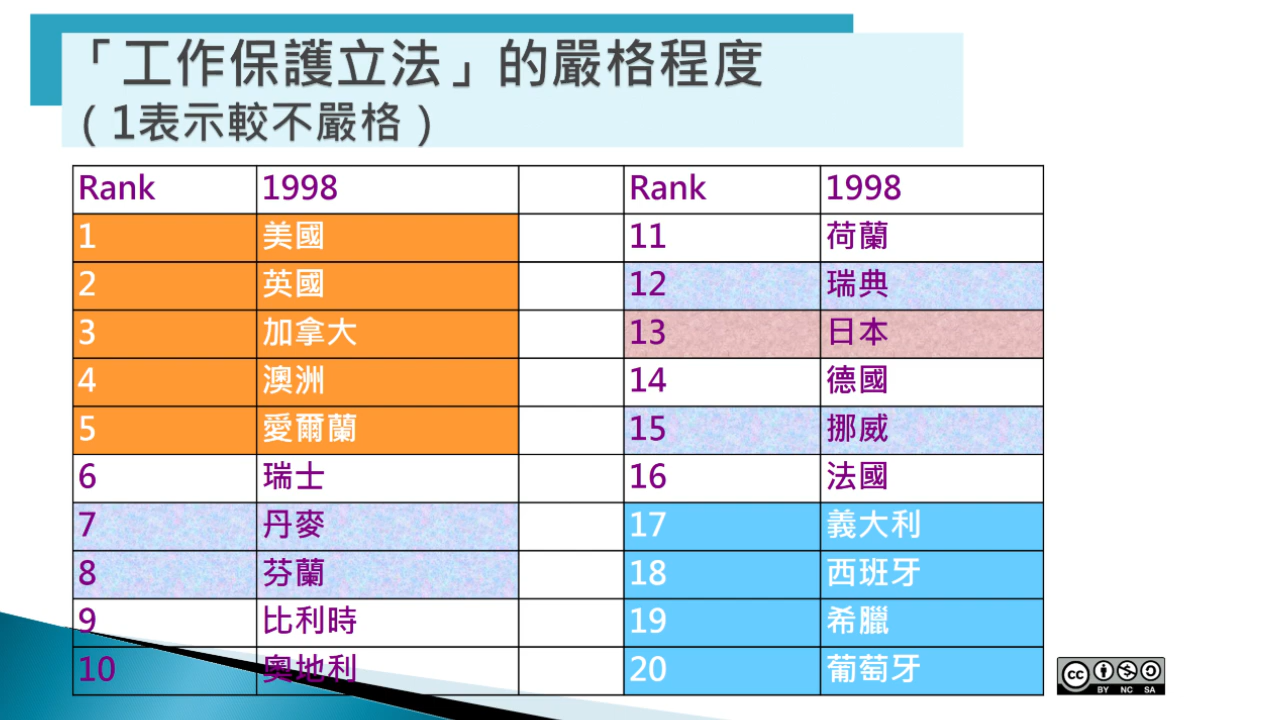 「工作保護立法」的嚴格程度
（1表示較不嚴格）
Rank 1998 Rank 1998
1 美國 11 荷蘭
2 英國 12 瑞典
3 加拿大 13 日本
4 澳洲 14 德國
5 愛爾蘭 15 挪威
6 瑞士 16 法國
7 丹麥 17 義大利
8 芬蘭 18 西班牙
9 比利時 19 希臘
10 奧地利 20 葡萄牙
cc BY NC SA